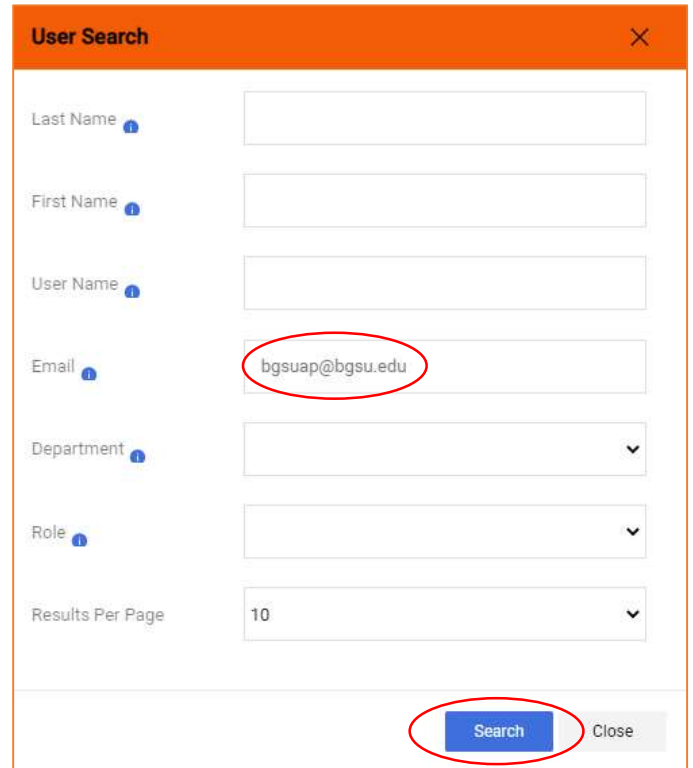 User Search
Last Name
First Name
User Name
Email bgsuap@bgsu.edu
Department
Role
Results Per Page 10
Search Close